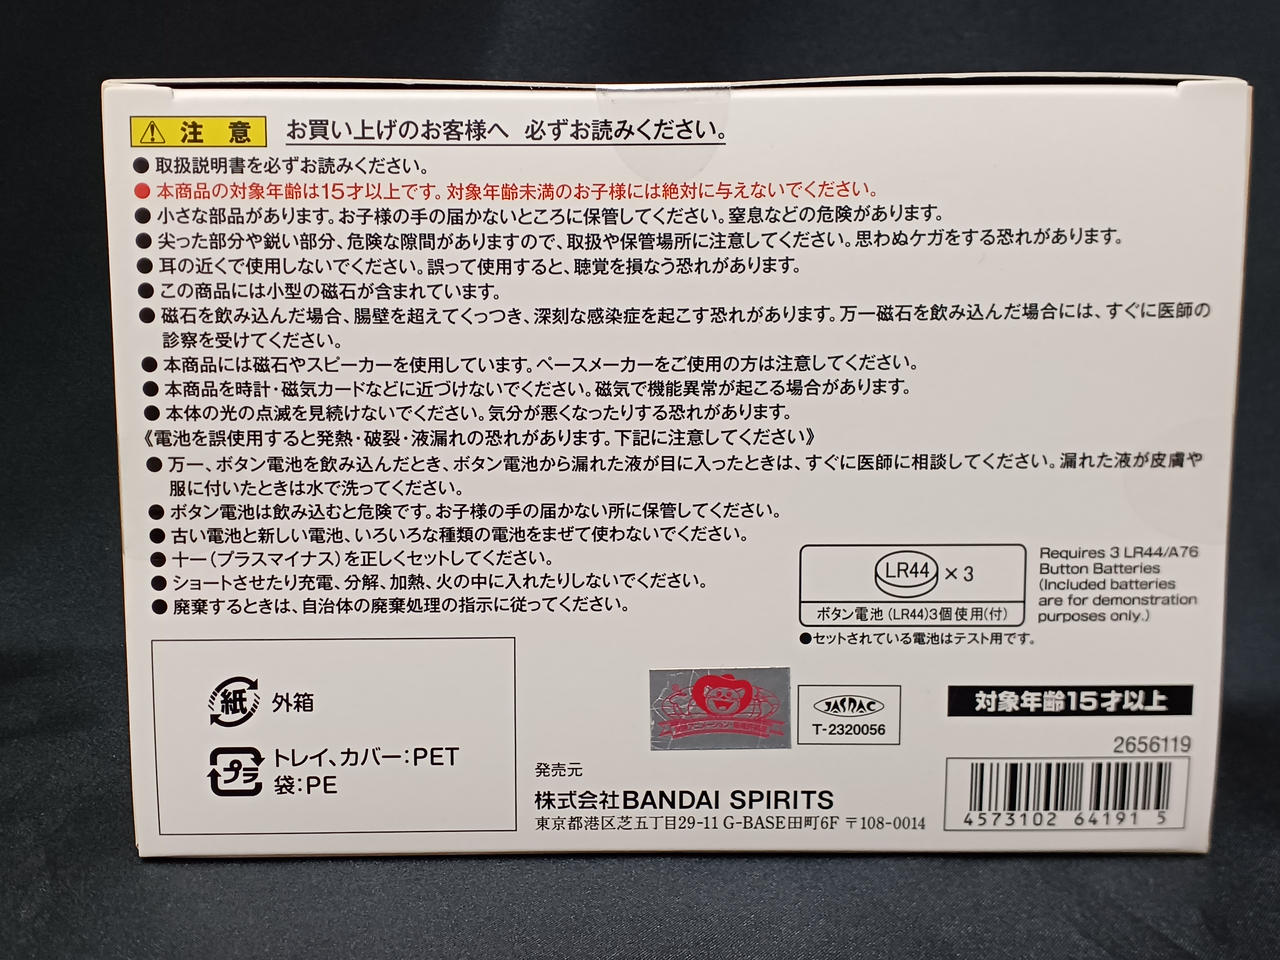 注意 お買い上げのお客様へ 必ずお読みください。
●取扱説明書を必ずお読みください。
●本商品の対象年齢は15才以上です。対象年齢未満のお子様には絶対に与えないでください。
●小さな部品があります。お子様の手の届かないところに保管してください。窒息などの危険があります。
●尖った部分や鋭い部分、危険な隙間がありますので、取扱や保管場所に注意してください。思わぬケガをする恐れがあります。
●耳の近くで使用しないでください。誤って使用すると、聴覚を損なう恐れがあります。
●この商品には小型の磁石が含まれています。
●磁石を飲み込んだ場合、腸壁を超えてくっつき、深刻な感染症を起こす恐れがあります。万一磁石を飲み込んだ場合には、すぐに医師の
診察を受けてください。
●本商品には磁石やスピーカーを使用しています。ペースメーカーをご使用の方は注意してください。
●本商品を時計・磁気カードなどに近づけないでください。磁気で機能異常が起こる場合があります。
●本体の光の点滅を見続けないでください。気分が悪くなったりする恐れがあります。
《電池を誤使用すると発熱・破裂・液漏れの恐れがあります。下記に注意してください》
●万一、ボタン電池を飲み込んだとき、ボタン電池から漏れた液が目に入ったときは、すぐに医師に相談してください。漏れた液が皮膚や
服に付いたときは水で洗ってください。
●ボタン電池は飲み込むと危険です。お子様の手の届かない所に保管してください。
●古い電池と新しい電池、いろいろな種類の電池をまぜて使わないでください。
●+-(プラスマイナス)を正しくセットしてください。
●ショートさせたり充電、分解、加熱、火の中に入れたりしないでください。
●廃棄するときは、自治体の廃棄処理の指示に従ってください。
LR44 ×3
ボタン電池(LR44)3個使用(付)
●セットされている電池はテスト用です。
Requires 3 LR44/A76
Button Batteries
(Included batteries
are for demonstration
purposes only.)
紙 外箱
プラ トレイ、カバー:PET
袋:PE
JASRAC
T-2320056
対象年齢15才以上
2656119
発売元
株式会社BANDAI SPIRITS
東京都港区芝五丁目29-11 G-BASE田町6F 〒108-0014
4573102 64191 5